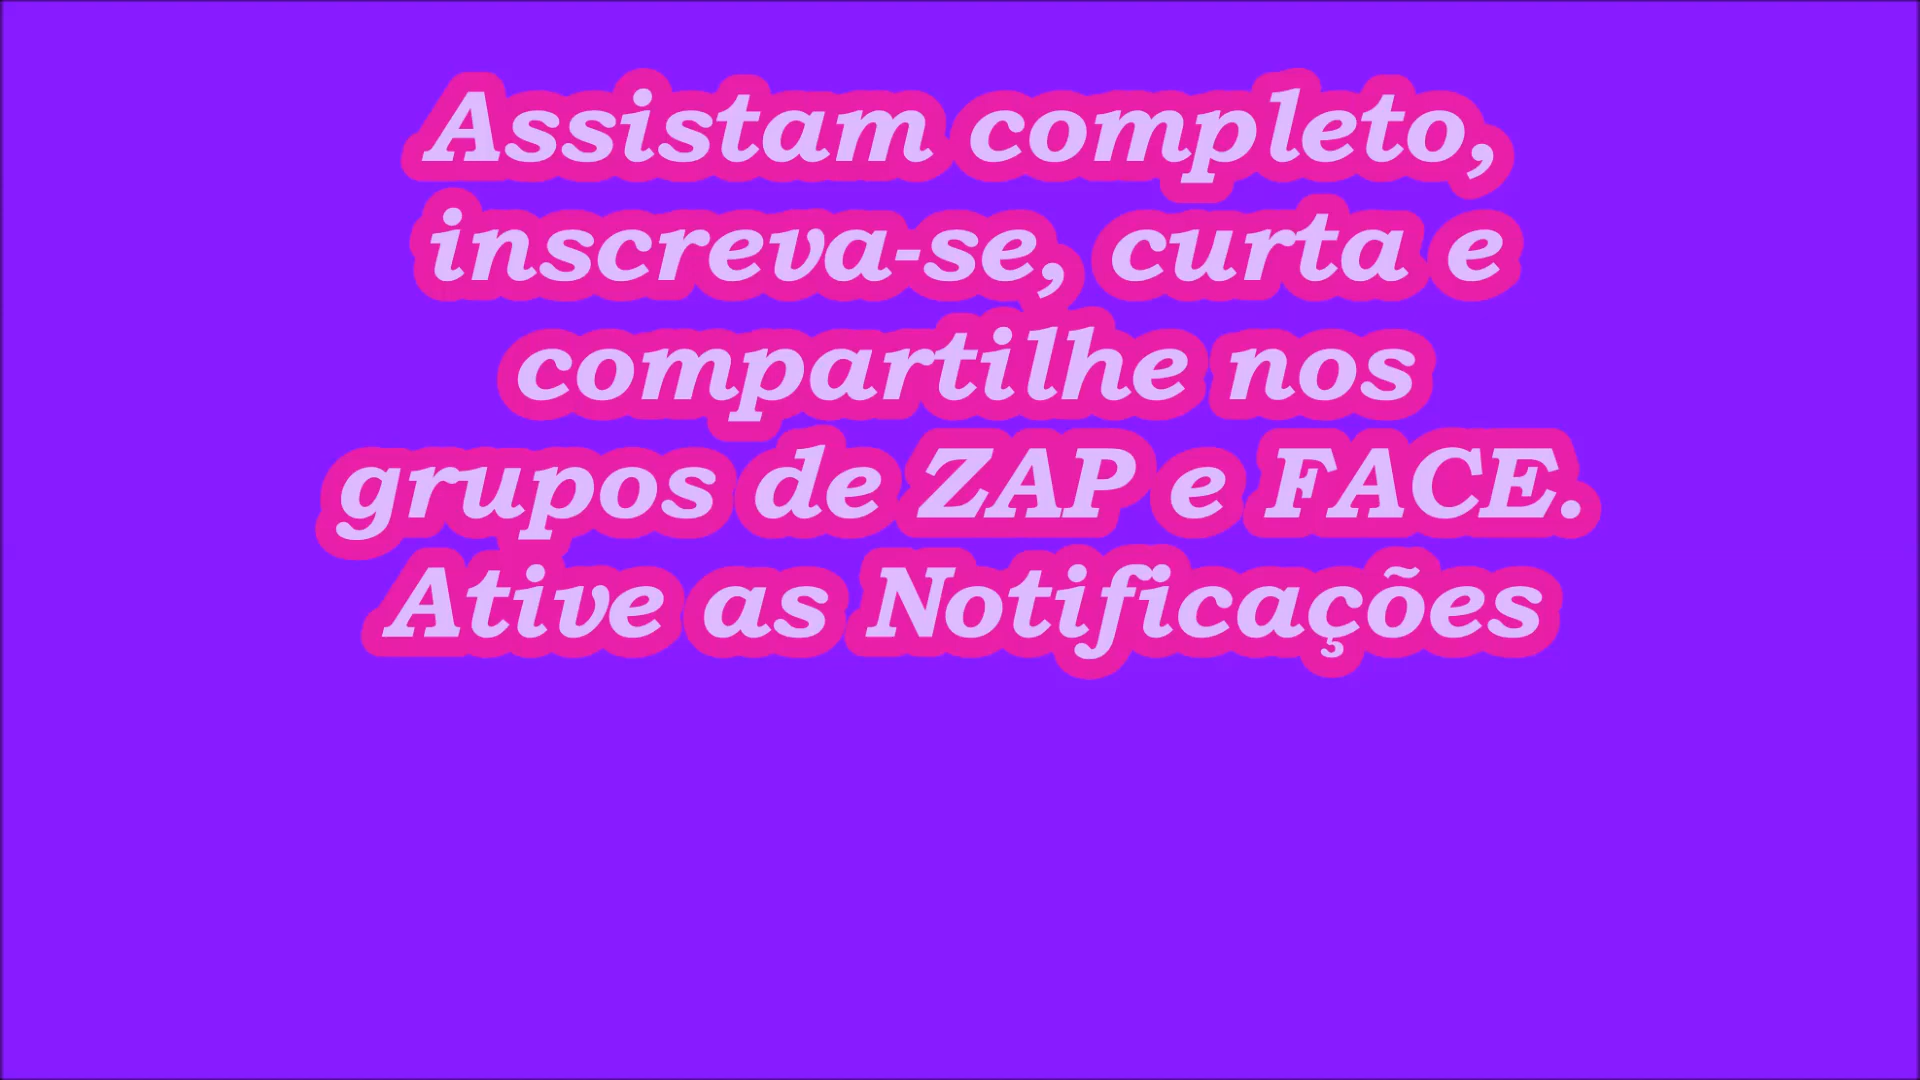 Assistam completo,
inscreva-se, curta e
compartilhe nos
grupos de ZAP e FACE.
Ative as Notificações